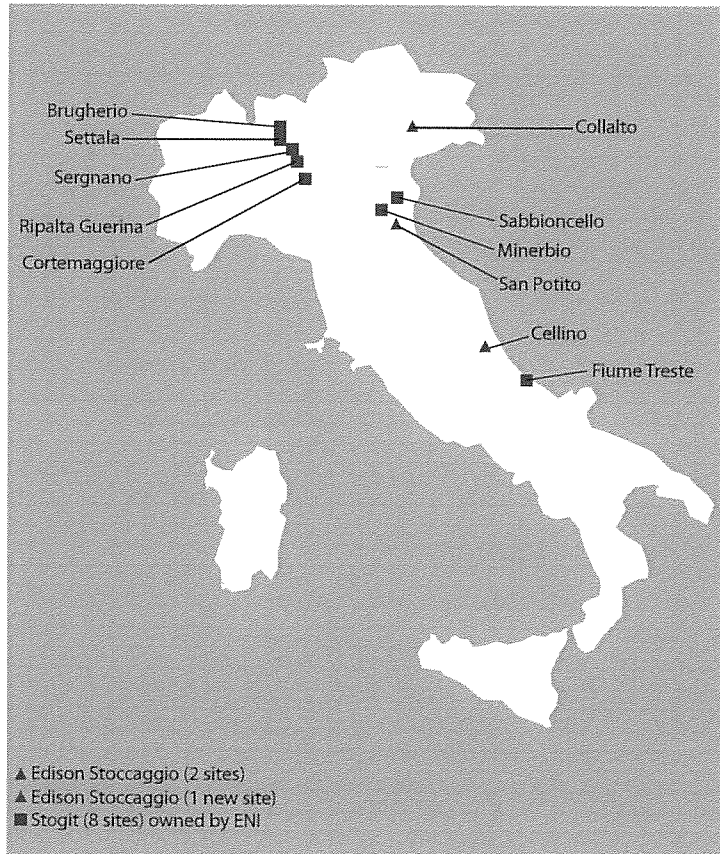 Brugherio
Settala
Sergnano
Ripalta Guerina
Cortemaggiore
Collalto
Sabbioncello
Minerbio
San Potito
Cellino
Fiume Treste
▲ Edison Stoccaggio (2 sites)
▲ Edison Stoccaggio (1 new site)
■ Stogit (8 sites) owned by ENI